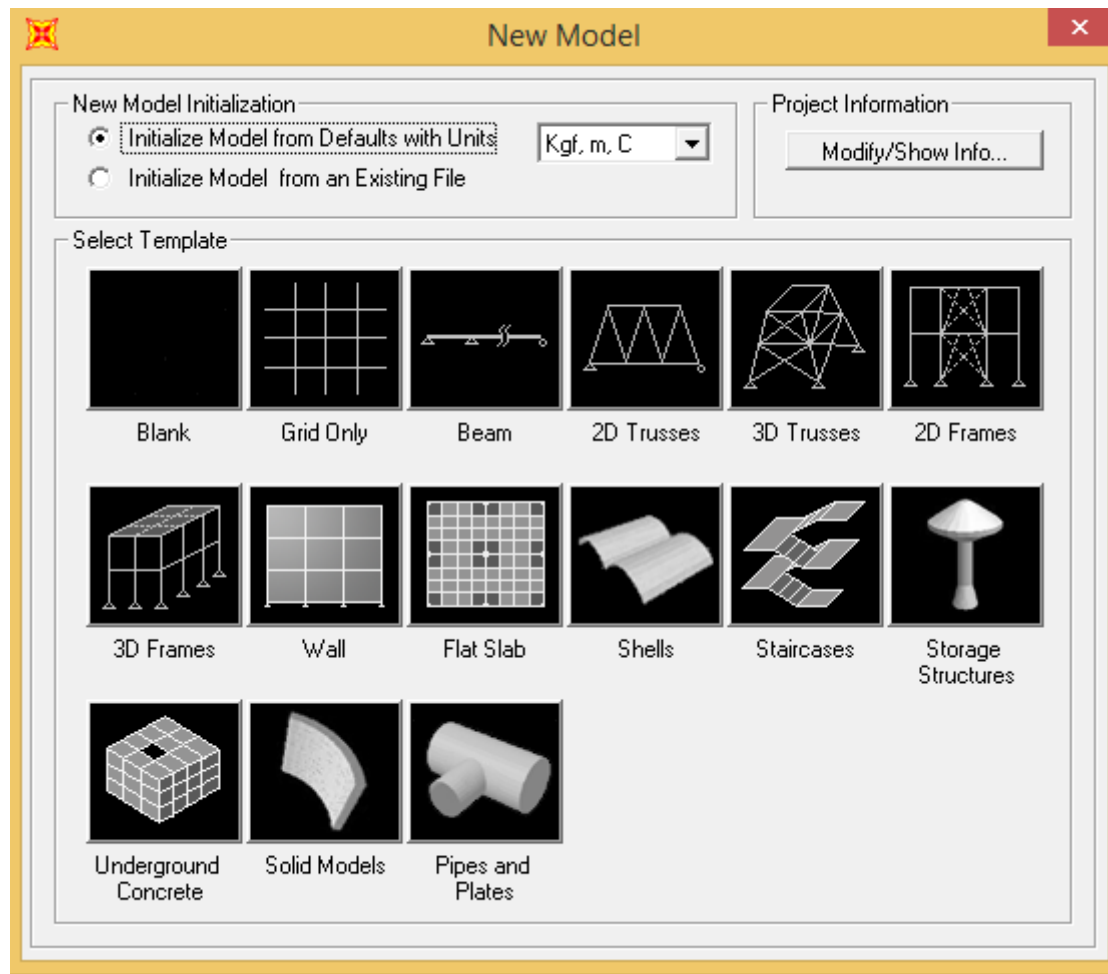 New Model
New Model Initialization
Initialize Model from Defaults with Units
Kgf, m, C
Initialize Model from an Existing File
Project Information
Modify/Show Info...
Select Template
Blank
Grid Only
Beam
2D Trusses
3D Trusses
2D Frames
3D Frames
Wall
Flat Slab
Shells
Staircases
Storage
Structures
Underground
Concrete
Solid Models
Pipes and
Plates